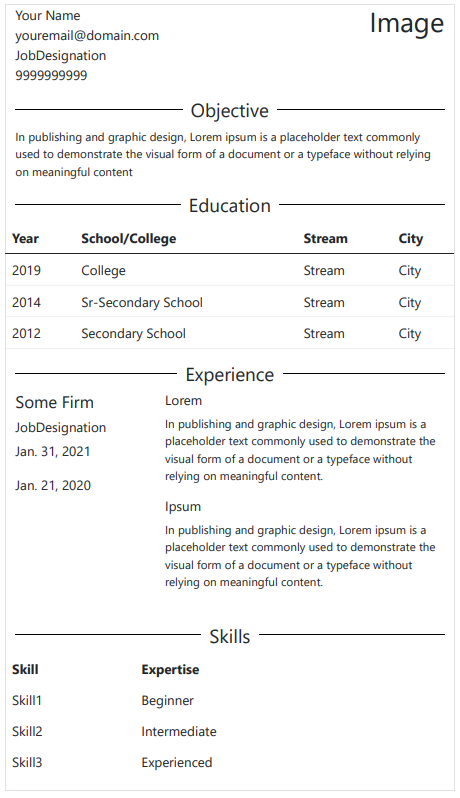 Your Name
Image
youremail@domain.com
JobDesignation
9999999999
Objective
In publishing and graphic design, Lorem ipsum is a placeholder text commonly
used to demonstrate the visual form of a document or a typeface without relying
on meaningful content
Education
Year School/College Stream City
2019 College Stream City
2014 Sr-Secondary School Stream City
2012 Secondary School Stream City
Experience
Some Firm
JobDesignation
Jan. 31, 2021
Jan. 21, 2020
Lorem
In publishing and graphic design, Lorem ipsum is a
placeholder text commonly used to demonstrate the
visual form of a document or a typeface without
relying on meaningful content.
Ipsum
In publishing and graphic design, Lorem ipsum is a
placeholder text commonly used to demonstrate the
visual form of a document or a typeface without
relying on meaningful content.
Skills
Skill Expertise
Skill1 Beginner
Skill2 Intermediate
Skill3 Experienced